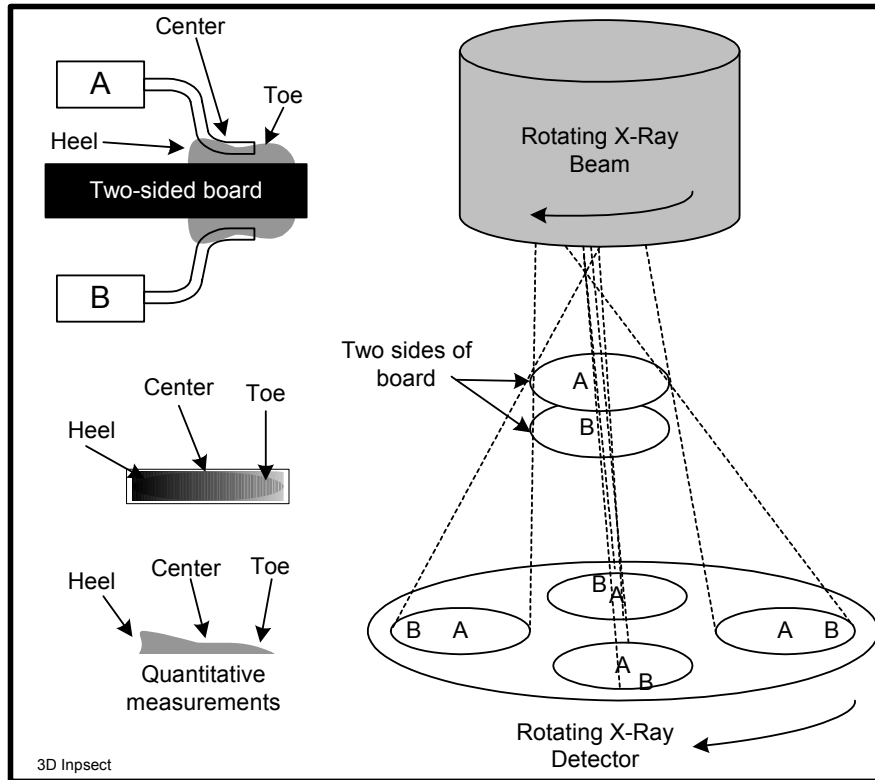 Center
A
Toe
Heel
Two-sided board
B
Rotating X-Ray
Beam
Two sides of
board
A
B
Center
Toe
Heel
Heel
Center
Toe
Quantitative
measurements
B
A
B
A
A
B
A
B
Rotating X-Ray
Detector
3D Inpsect